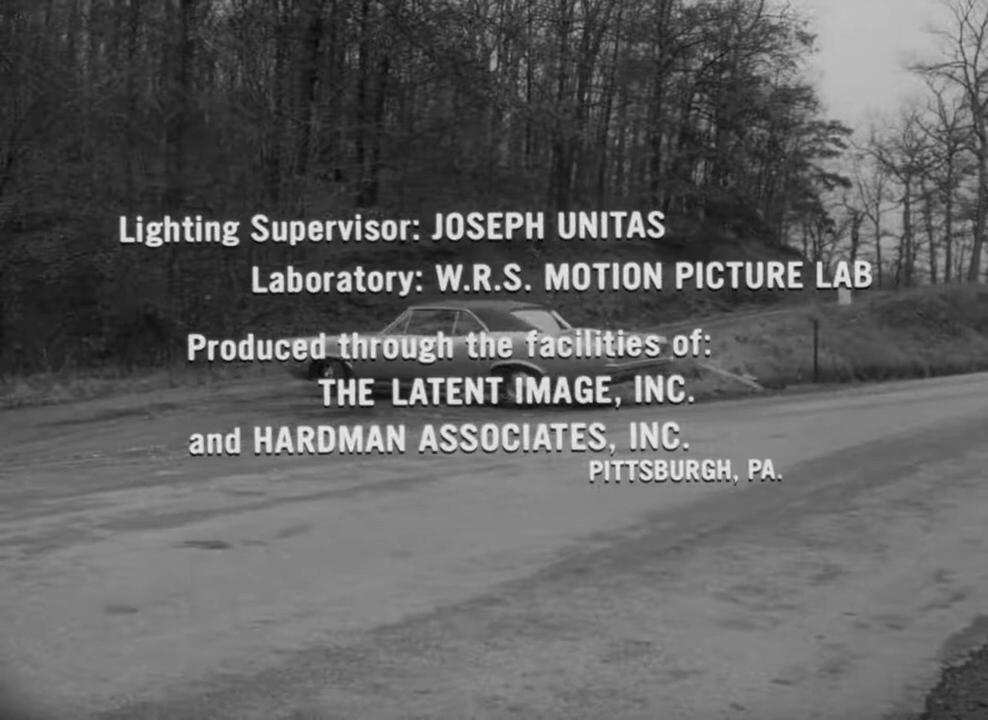 Lighting Supervisor: JOSEPH UNITAS
Laboratory: W.R.S. MOTION PICTURE LAB
Produced through the facilities of:
THE LATENT IMAGE, INC.
and HARDMAN ASSOCIATES, INC.
PITTSBURGH, PA.